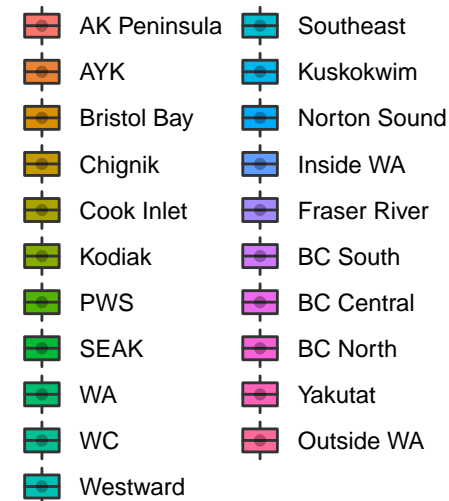 AK Peninsula
AYK
Bristol Bay
Chignik
Cook Inlet
Kodiak
PWS
SEAK
WA
WC
Westward
Southeast
Kuskokwim
Norton Sound
Inside WA
Fraser River
BC South
BC Central
BC North
Yakutat
Outside WA